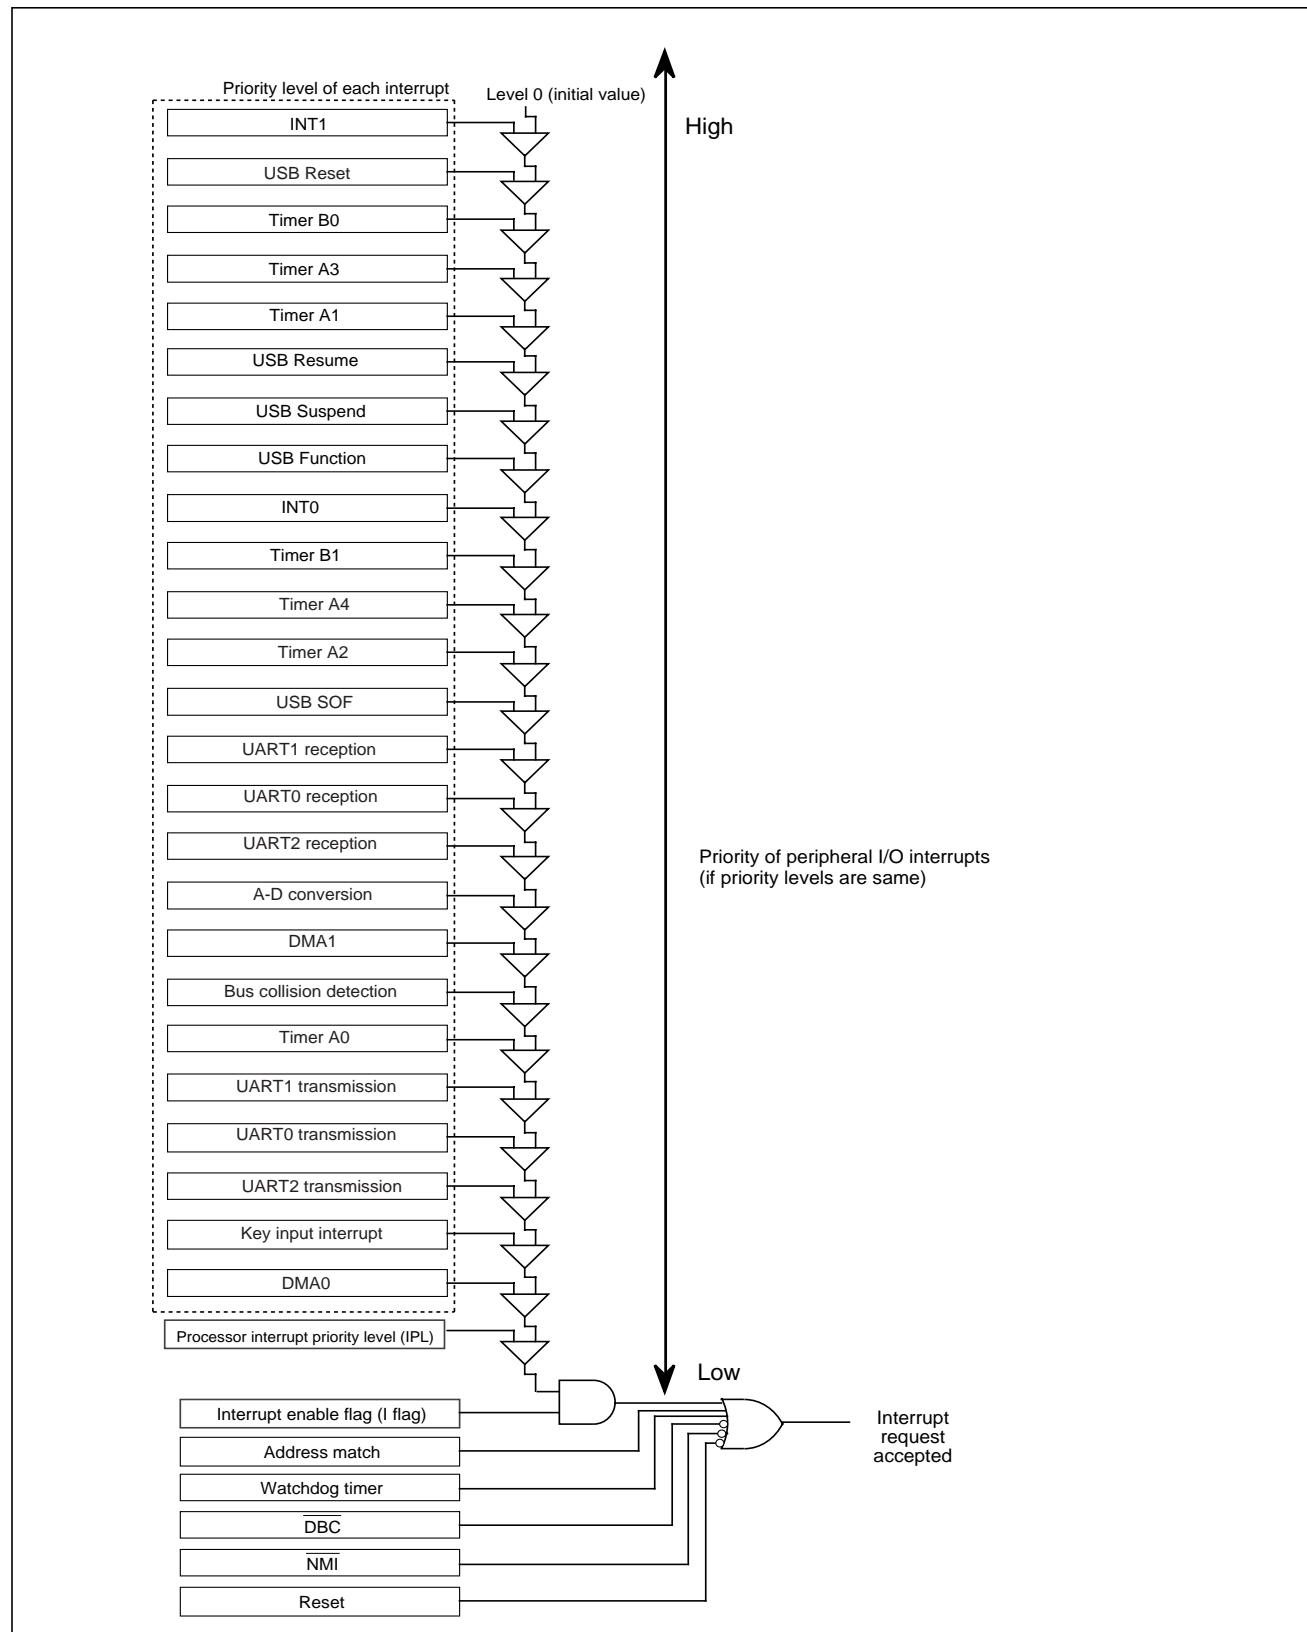 Priority level of each interrupt
Level 0 (initial value)
High
INT1
USB Reset
Timer B0
Timer A3
Timer A1
USB Resume
USB Suspend
USB Function
INT0
Timer B1
Timer A4
Timer A2
USB SOF
UART1 reception
UART0 reception
UART2 reception
Priority of peripheral I/O interrupts
(if priority levels are same)
A-D conversion
DMA1
Bus collision detection
Timer A0
UART1 transmission
UART0 transmission
UART2 transmission
Key input interrupt
DMA0
Processor interrupt priority level (IPL)
Low
Interrupt enable flag (I flag)
Address match
Watchdog timer
DBC
NMI
Reset
Interrupt
request
accepted